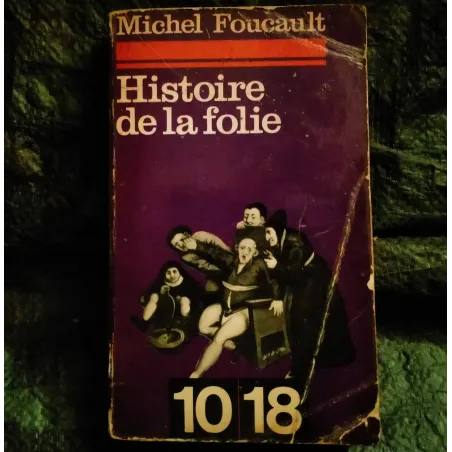 Michel Foucault
Histoire
de la folie
10 18